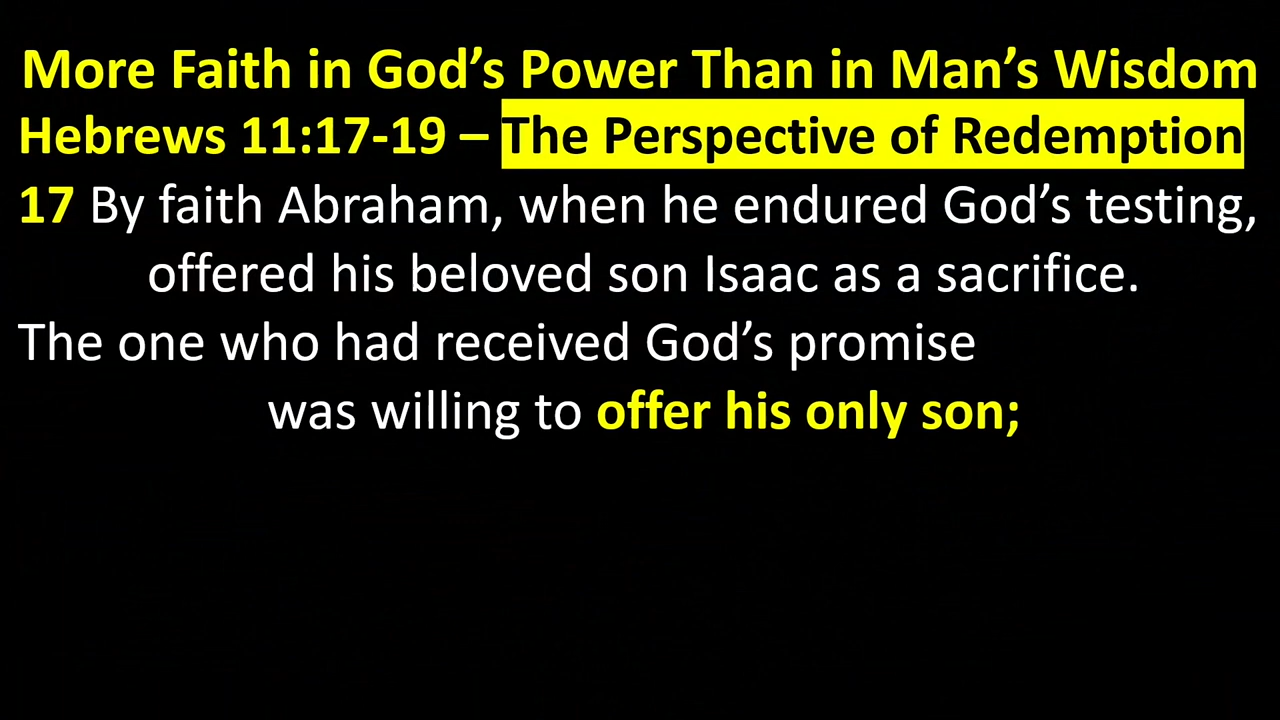 More Faith in God’s Power Than in Man’s Wisdom
Hebrews 11:17-19 – The Perspective of Redemption
17 By faith Abraham, when he endured God’s testing,
offered his beloved son Isaac as a sacrifice.
The one who had received God’s promise
was willing to offer his only son;